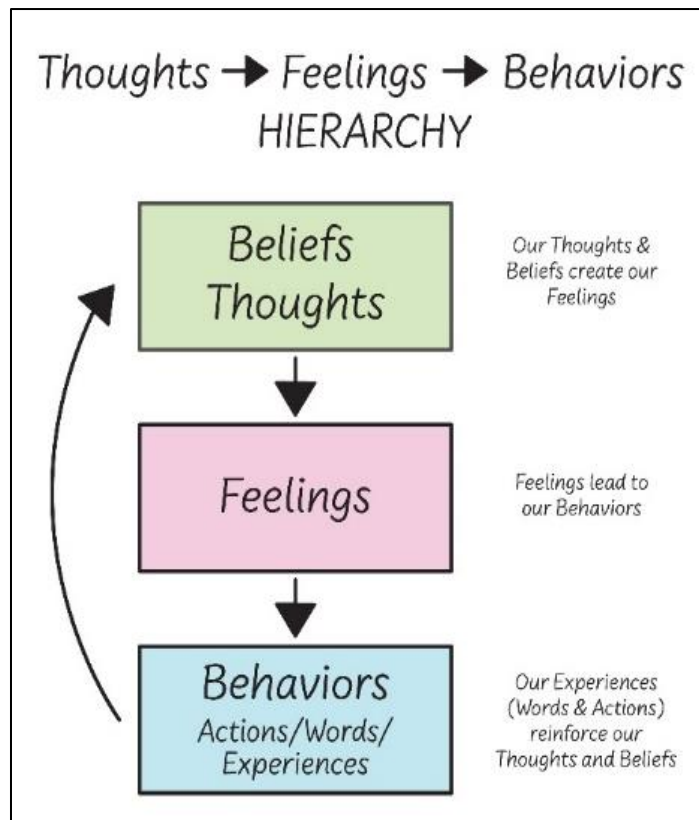 Thoughts → Feelings → Behaviors
HIERARCHY
Beliefs
Thoughts
Our Thoughts &
Beliefs create our
Feelings
Feelings
Feelings lead to
our Behaviors
Behaviors
Actions/Words/
Experiences
Our Experiences
(Words & Actions)
reinforce our
Thoughts and Beliefs